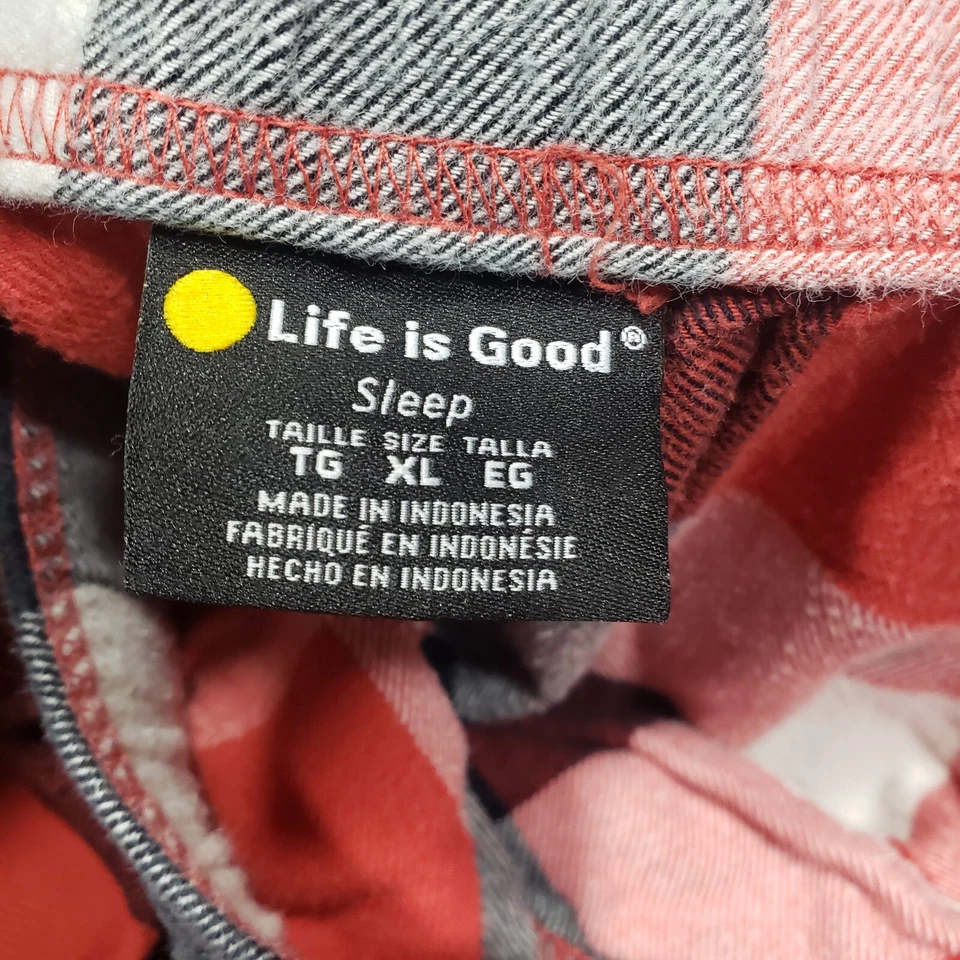 Life is Good®
Sleep
TAILLE SIZE TALLA
TG XL EG
MADE IN INDONESIA
FABRIQUÉ EN INDONÉSIE
HECHO EN INDONESIA